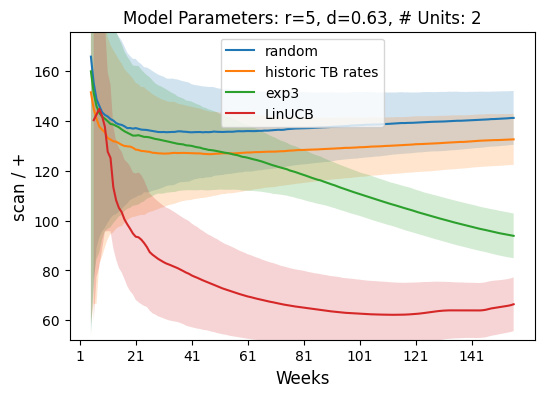 Model Parameters: r=5, d=0.63, # Units: 2
random
historic TB rates
exp3
LinUCB
scan / +
160
140
120
100
80
60
1 21 41 61 81 101 121 141
Weeks